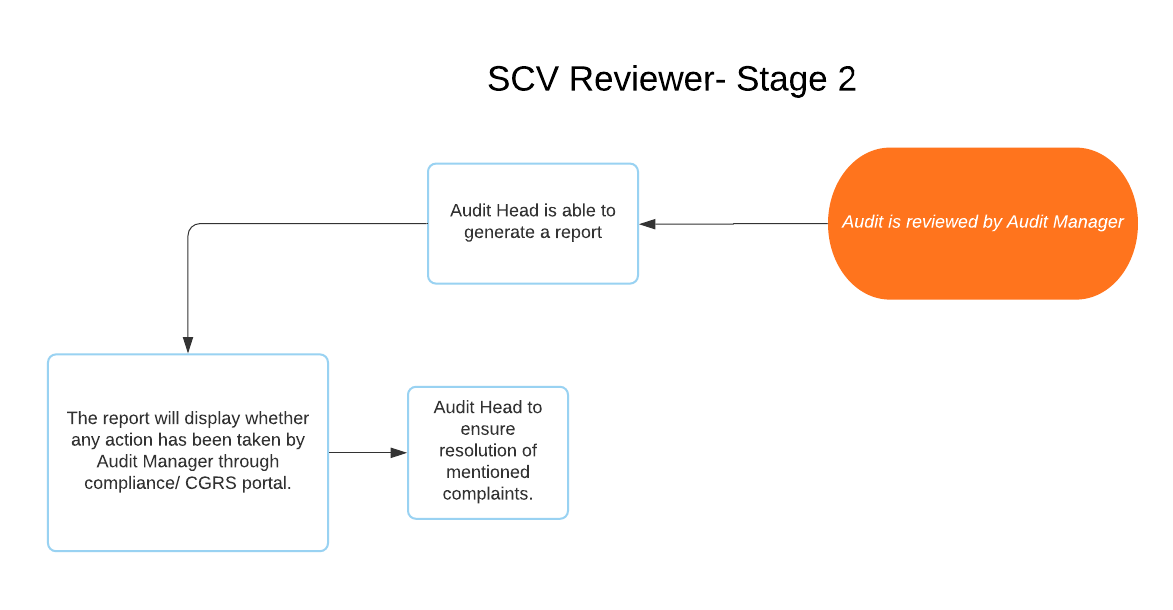 SCV Reviewer- Stage 2
Audit is reviewed by Audit Manager
Audit Head is able to
generate a report
The report will display whether
any action has been taken by
Audit Manager through
compliance/ CGRS portal.
Audit Head to
ensure
resolution of
mentioned
complaints.